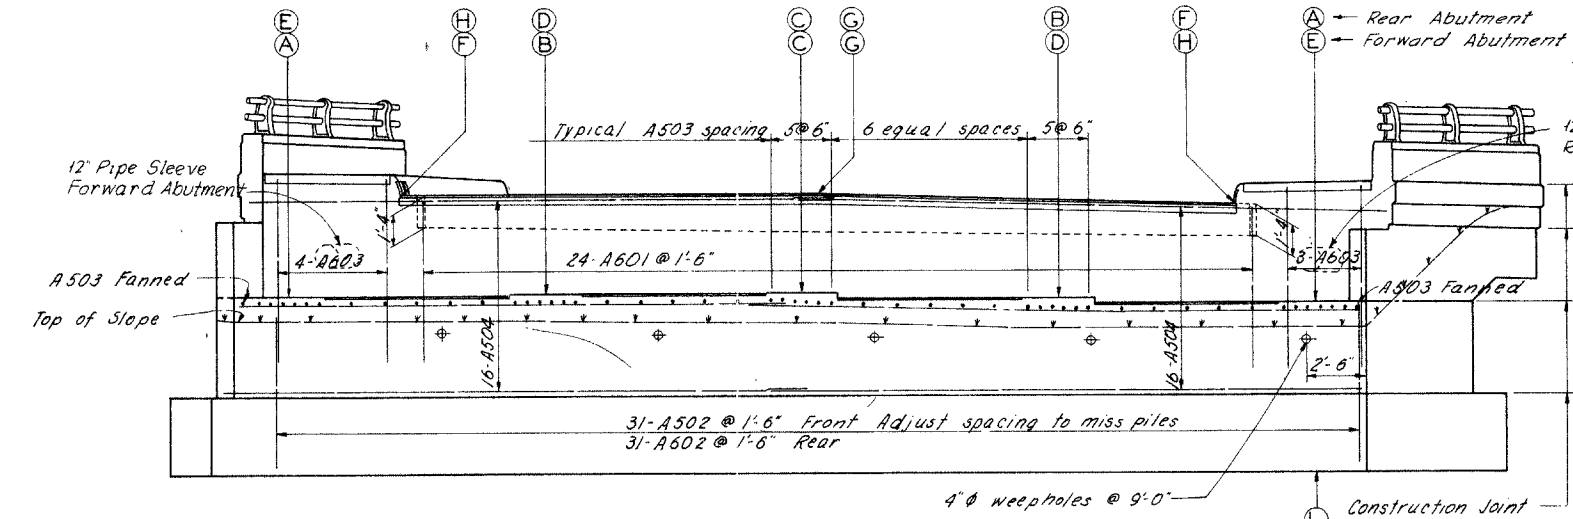 E H D C G B F A ← Rear Abutment
A F B C G D H E ← Forward Abutment
Typical A503 spacing 5@6" 6 equal spaces 5@6"
12" Pipe Sleeve
Forward Abutment
12
R
1'-4"
1'-4"
4-A603
24-A601 @ 1'-6"
3-A603
A503 Fanned
A503 Fanned
Top of Slope
16-A504
16-A504
2'-6"
31-A502 @ 1'-6" Front Adjust spacing to miss piles
31-A602 @ 1'-6" Rear
4"ϕ weepholes @ 9'-0"
Construction Joint